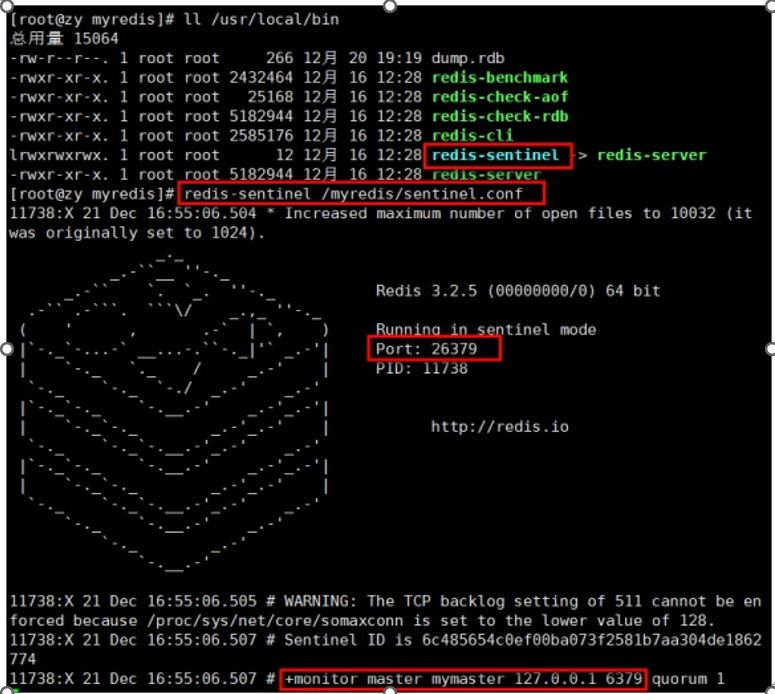 [root@zy myredis]# ll /usr/local/bin
总用量 15064
-rw-r--r--. 1 root root     266 12月 20 19:19 dump.rdb
-rwxr-xr-x. 1 root root 2432464 12月 16 12:28 redis-benchmark
-rwxr-xr-x. 1 root root   25168 12月 16 12:28 redis-check-aof
-rwxr-xr-x. 1 root root 5182944 12月 16 12:28 redis-check-rdb
-rwxr-xr-x. 1 root root 2585176 12月 16 12:28 redis-cli
lrwxrwxrwx. 1 root root      12 12月 16 12:28 redis-sentinel -> redis-server
-rwxr-xr-x. 1 root root 5182944 12月 16 12:28 redis-server
[root@zy myredis]# redis-sentinel /myredis/sentinel.conf
11738:X 21 Dec 16:55:06.504 * Increased maximum number of open files to 10032 (it
was originally set to 1024).
Redis 3.2.5 (00000000/0) 64 bit
Running in sentinel mode
Port: 26379
PID: 11738
http://redis.io
11738:X 21 Dec 16:55:06.505 # WARNING: The TCP backlog setting of 511 cannot be en
forced because /proc/sys/net/core/somaxconn is set to the lower value of 128.
11738:X 21 Dec 16:55:06.507 # Sentinel ID is 6c485654c0ef00ba073f2581b7aa304de1862
774
11738:X 21 Dec 16:55:06.507 # +monitor master mymaster 127.0.0.1 6379 quorum 1